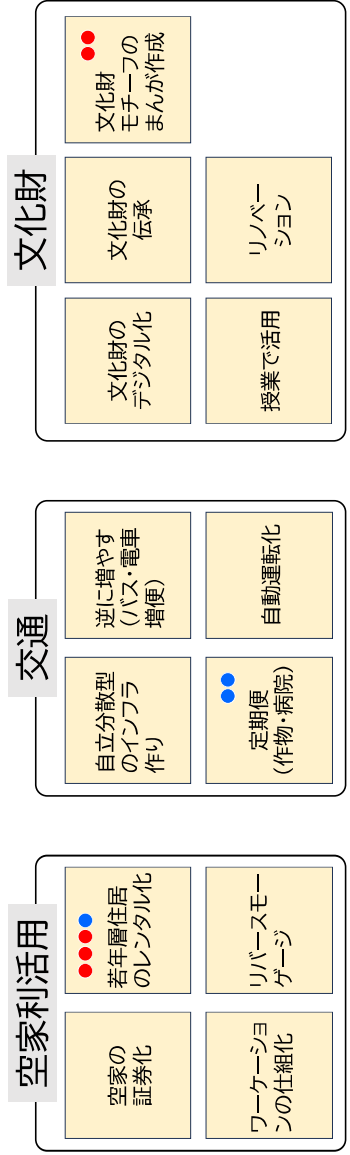 空家利活用
空家の
証券化
若年層住居
のレンタル化
ワーケーショ
ンの仕組化
リバースモー
ゲージ
交通
自立分散型
のインフラ
作り
逆に増やす
（バス・電車
増便）
定期便
（作物・病院）
自動運転化
文化財
文化財の
デジタル化
文化財の
伝承
文化財
モチーフの
まんが作成
授業で活用
リノベー
ション